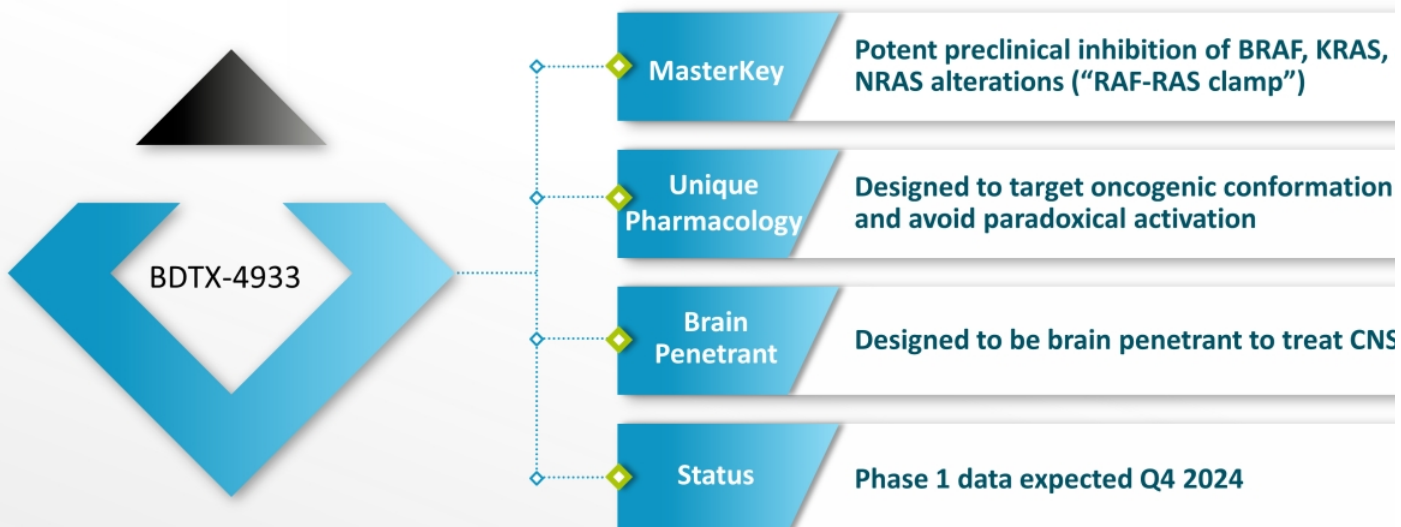 BDTX-4933
MasterKey
Potent preclinical inhibition of BRAF, KRAS,
NRAS alterations (“RAF-RAS clamp”)
Unique
Pharmacology
Designed to target oncogenic conformation
and avoid paradoxical activation
Brain
Penetrant
Designed to be brain penetrant to treat CNS
Status
Phase 1 data expected Q4 2024